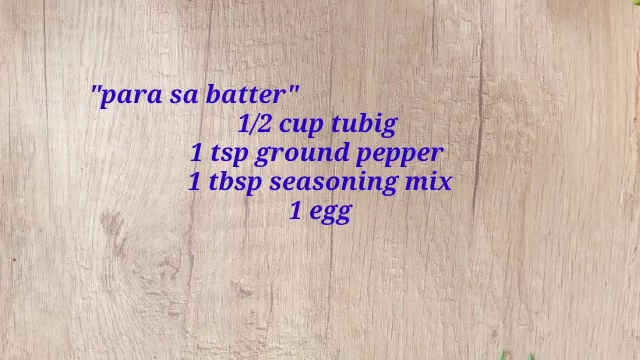 "para sa batter"
1/2 cup tubig
1 tsp ground pepper
1 tbsp seasoning mix
1 egg